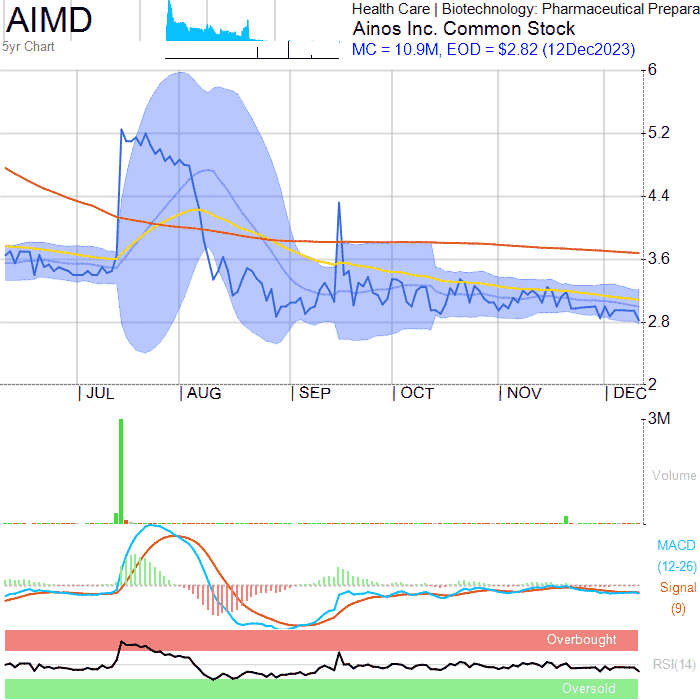 AIMD
5yr Chart
Health Care | Biotechnology: Pharmaceutical Prepara
Ainos Inc. Common Stock
MC = 10.9M, EOD = $2.82 (12Dec2023)
6
5.2
4.4
3.6
2.8
2
| JUL | AUG | SEP | OCT | NOV | DEC
3M
Volume
MACD
(12-26)
Signal
(9)
Overbought
RSI(14)
Oversold